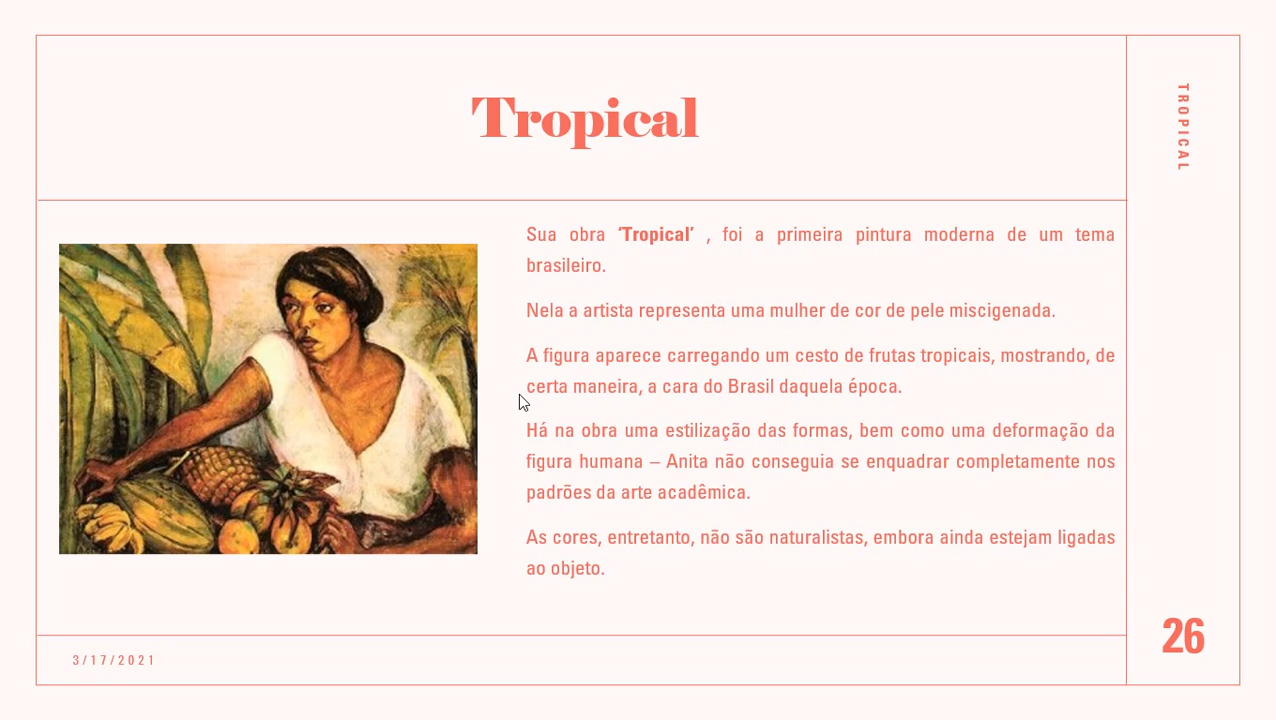 Tropical
TROPICAL
Sua obra ‘Tropical’ , foi a primeira pintura moderna de um tema
brasileiro.
Nela a artista representa uma mulher de cor de pele miscigenada.
A figura aparece carregando um cesto de frutas tropicais, mostrando, de
certa maneira, a cara do Brasil daquela época.
Há na obra uma estilização das formas, bem como uma deformação da
figura humana – Anita não conseguia se enquadrar completamente nos
padrões da arte acadêmica.
As cores, entretanto, não são naturalistas, embora ainda estejam ligadas
ao objeto.
3/17/2021
26